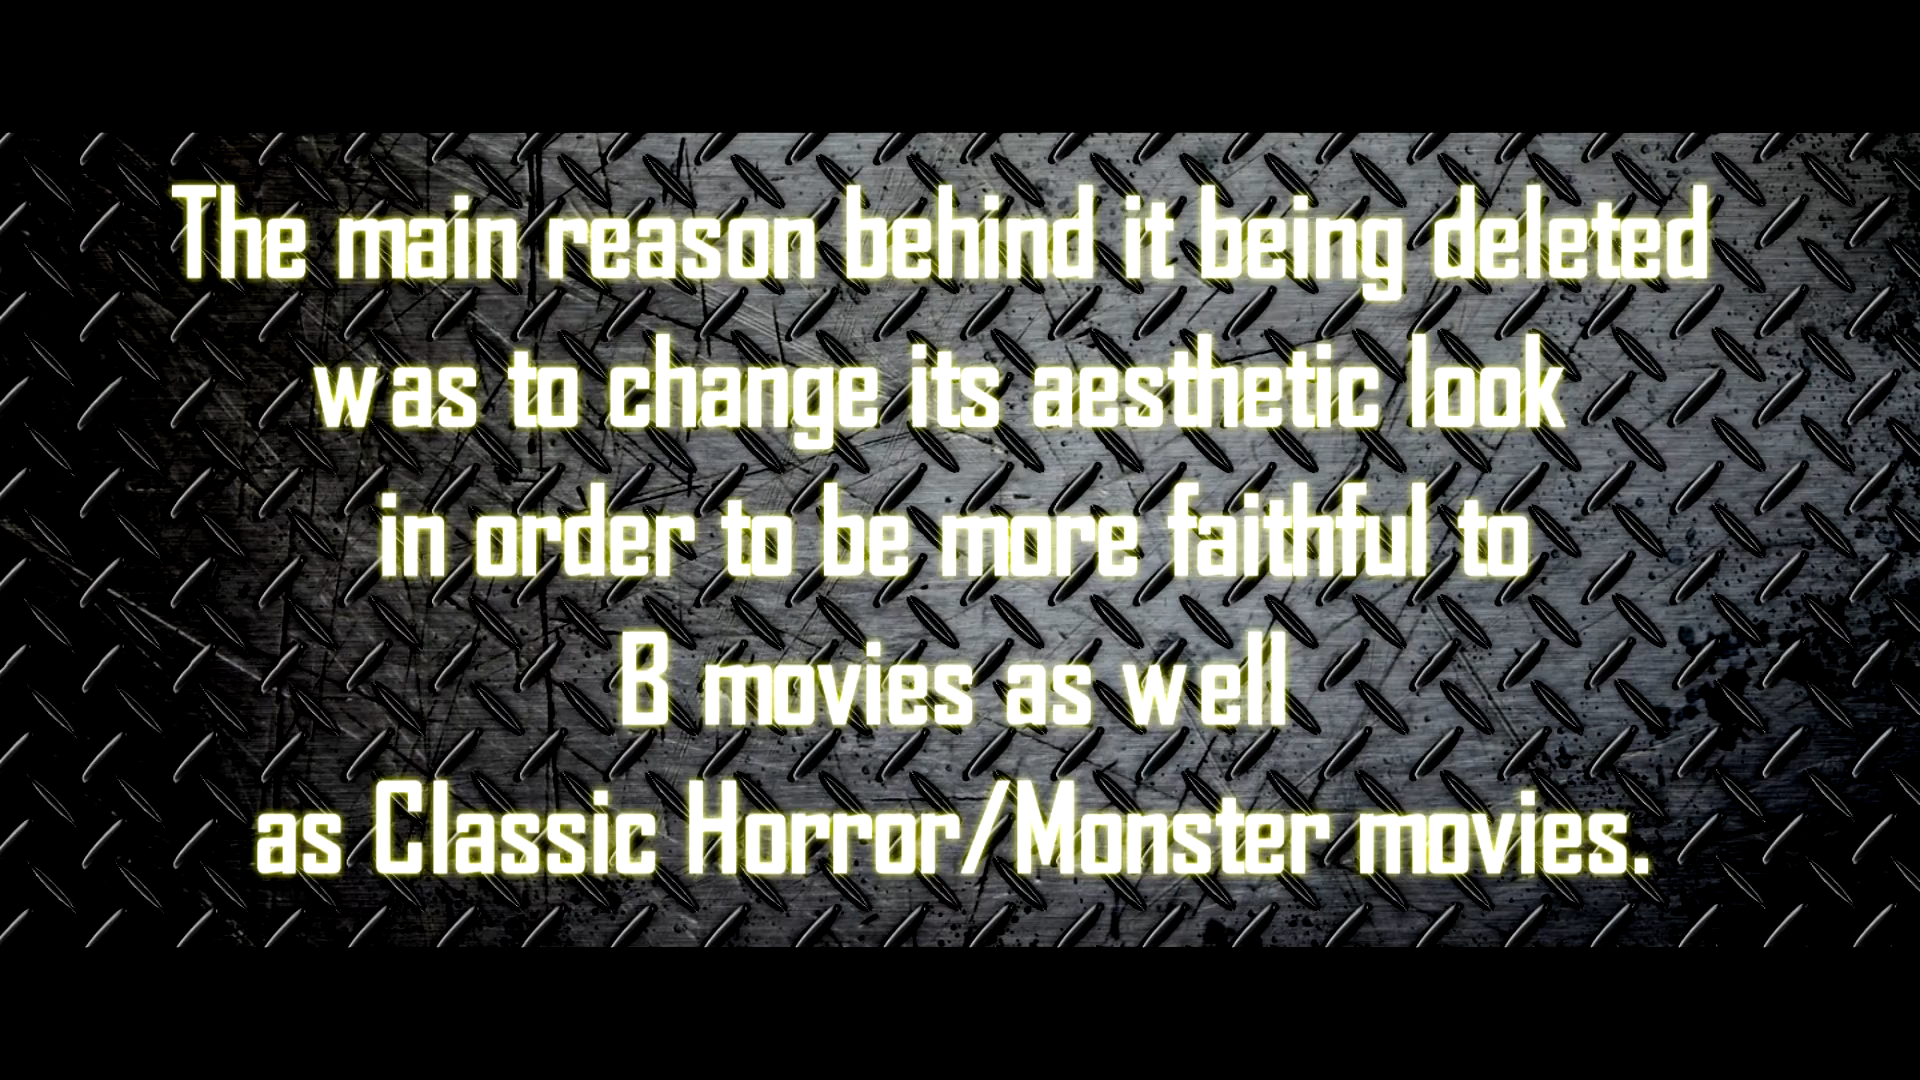 The main reason behind it being deleted
was to change its aesthetic look
in order to be more faithful to
B movies as well
as Classic Horror/Monster movies.